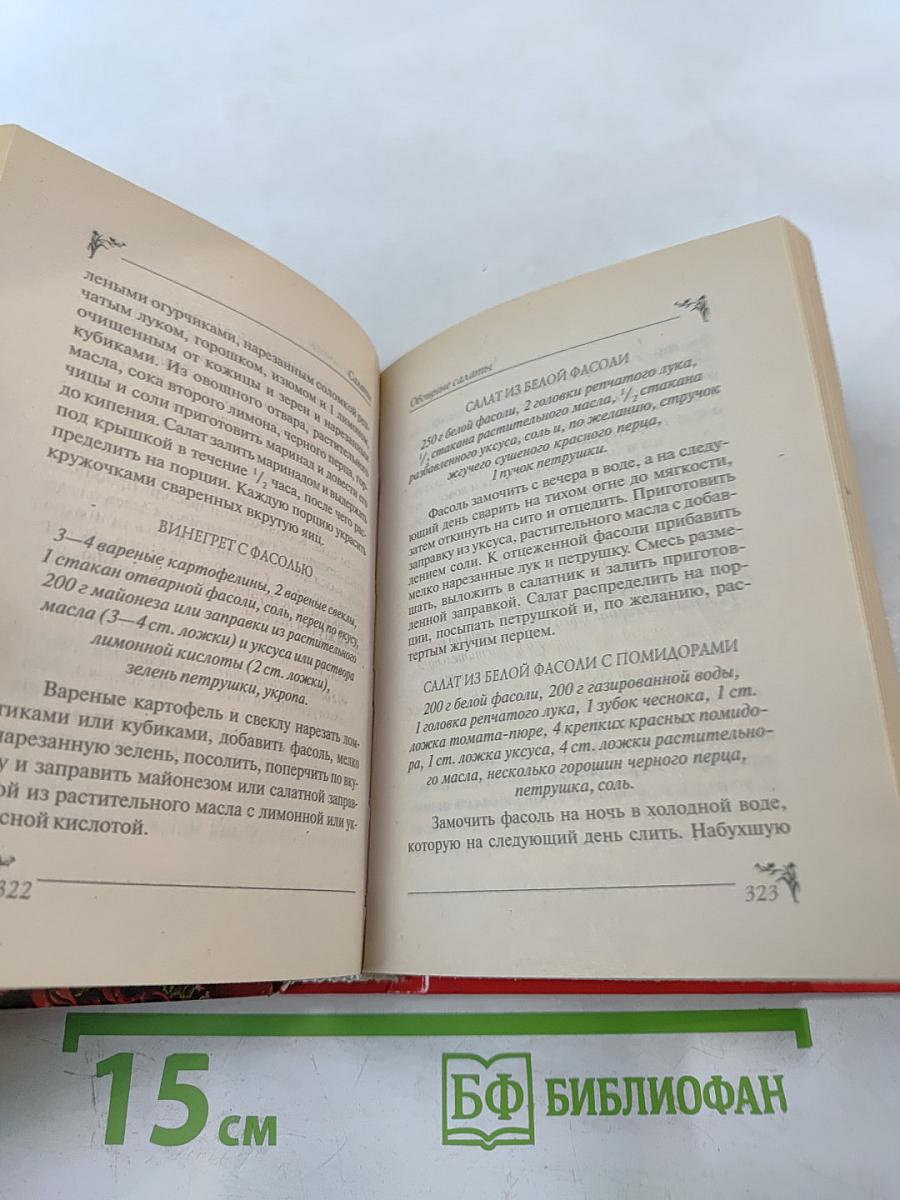 Салаты
леными огурчиками, нарезанным соломкой реп-
чатым луком, горошком, изюмом и 1 лимоном,
очищенным от кожицы и зерен и нарезанным
кубиками. Из овощного отвара, растительного
масла, сока второго лимона, черного перца, гор-
чицы и соли приготовить маринад и довести его
до кипения. Салат залить маринадом и выдержать
под крышкой в течение 1/2 часа, после чего рас-
пределить на порции. Каждую порцию украсить
кружочками сваренных вкрутую яиц.
ВИНЕГРЕТ С ФАСОЛЬЮ
3—4 вареные картофелины, 2 вареные свеклы,
1 стакан отварной фасоли, соль, перец по вкусу,
200 г майонеза или заправки из растительного
масла (3—4 ст. ложки) и уксуса или раствора
лимонной кислоты (2 ст. ложки),
зелень петрушки, укропа.
Вареные картофель и свеклу нарезать лом-
тиками или кубиками, добавить фасоль, мелко
нарезанную зелень, посолить, поперчить по вку-
у и заправить майонезом или салатной заправ-
ой из растительного масла с лимонной или ук-
сной кислотой.
322
Овощные салаты
САЛАТ ИЗ БЕЛОЙ ФАСОЛИ
250 г белой фасоли, 2 головки репчатого лука,
1/2 стакана растительного масла, 1/2 стакана
разбавленного уксуса, соль и, по желанию, стручок
жгучего сушеного красного перца,
1 пучок петрушки.
Фасоль замочить с вечера в воде, а на следу-
ющий день сварить на тихом огне до мягкости,
затем откинуть на сито и отцедить. Приготовить
заправку из уксуса, растительного масла с добав-
лением соли. К отцеженной фасоли прибавить
мелко нарезанные лук и петрушку. Смесь разме-
шать, выложить в салатник и залить приготов-
ленной заправкой. Салат распределить на пор-
ции, посыпать петрушкой и, по желанию, рас-
тертым жгучим перцем.
САЛАТ ИЗ БЕЛОЙ ФАСОЛИ С ПОМИДОРАМИ
200 г белой фасоли, 200 г газированной воды,
1 головка репчатого лука, 1 зубок чеснока, 1 ст.
ложка томата-пюре, 4 крепких красных помидо-
ра, 1 ст. ложка уксуса, 4 ст. ложки растительно-
го масла, несколько горошин черного перца,
петрушка, соль.
Замочить фасоль на ночь в холодной воде,
которую на следующий день слить. Набухшую
323
15 см
БФ БИБЛИОФАН